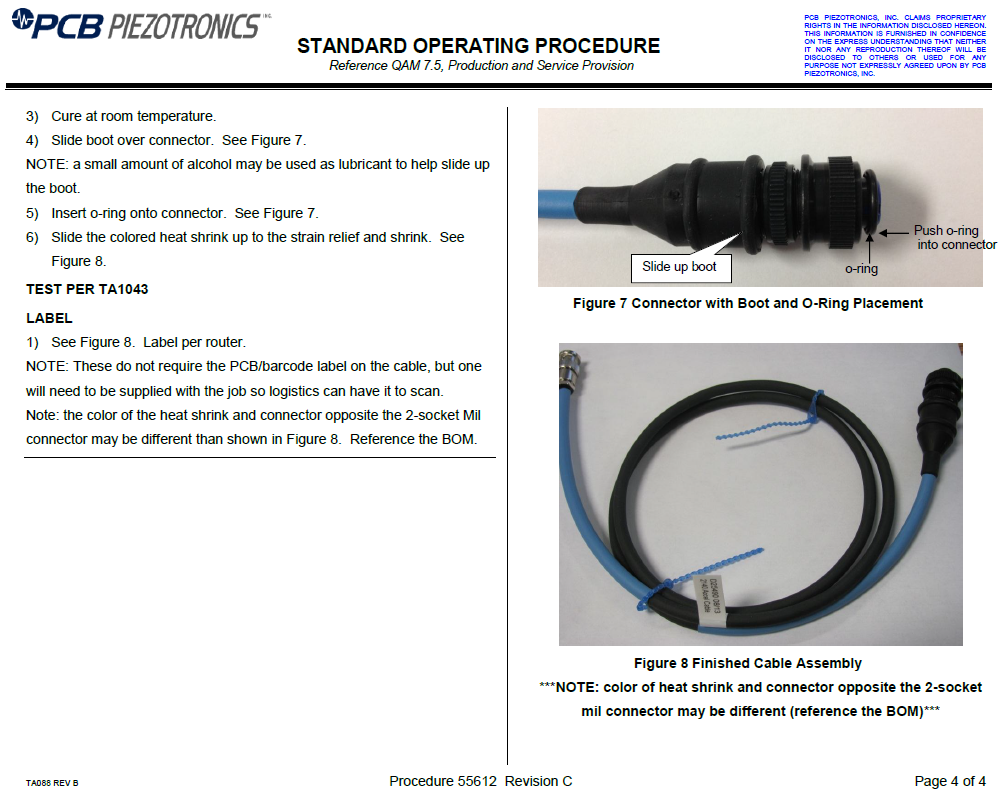 PCB PIEZOTRONICS INC.
STANDARD OPERATING PROCEDURE
Reference QAM 7.5, Production and Service Provision
PCB PIEZOTRONICS, INC. CLAIMS PROPRIETARY
RIGHTS IN THE INFORMATION DISCLOSED HEREON.
THIS INFORMATION IS FURNISHED IN CONFIDENCE
ON THE EXPRESS UNDERSTANDING THAT NEITHER
IT NOR ANY REPRODUCTION THEREOF WILL BE
DISCLOSED TO OTHERS OR USED FOR ANY
PURPOSE NOT EXPRESSLY AGREED UPON BY PCB
PIEZOTRONICS, INC.
3) Cure at room temperature.
4) Slide boot over connector. See Figure 7.
NOTE: a small amount of alcohol may be used as lubricant to help slide up
the boot.
5) Insert o-ring onto connector. See Figure 7.
6) Slide the colored heat shrink up to the strain relief and shrink. See
Figure 8.
TEST PER TA1043
LABEL
1) See Figure 8. Label per router.
NOTE: These do not require the PCB/barcode label on the cable, but one
will need to be supplied with the job so logistics can have it to scan.
Note: the color of the heat shrink and connector opposite the 2-socket Mil
connector may be different than shown in Figure 8. Reference the BOM.
Slide up boot
Push o-ring
into connector
o-ring
Figure 7 Connector with Boot and O-Ring Placement
Figure 8 Finished Cable Assembly
***NOTE: color of heat shrink and connector opposite the 2-socket
mil connector may be different (reference the BOM)***
TA088 REV B
Procedure 55612 Revision C
Page 4 of 4